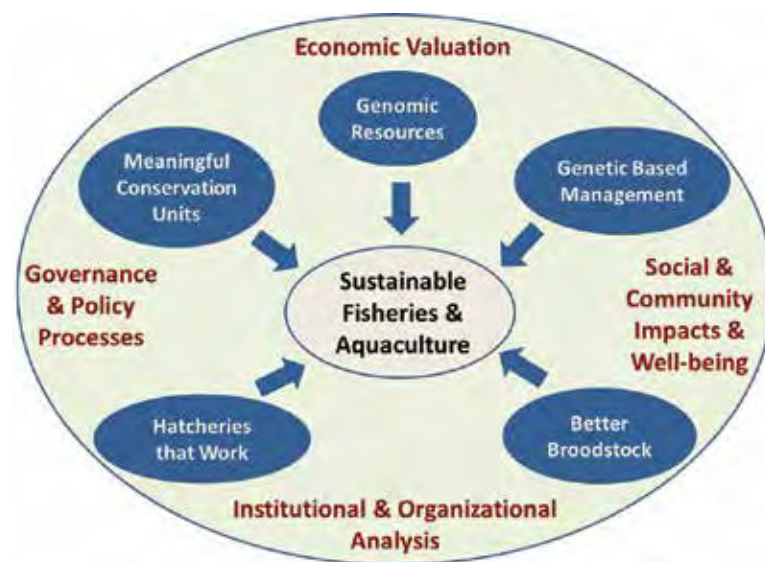 Economic Valuation
Genomic
Resources
Meaningful
Conservation
Units
Genetic Based
Management
Governance
& Policy
Processes
Sustainable
Fisheries &
Aquaculture
Social &
Community
Impacts &
Well-being
Hatcheries
that Work
Better
Broodstock
Institutional & Organizational
Analysis